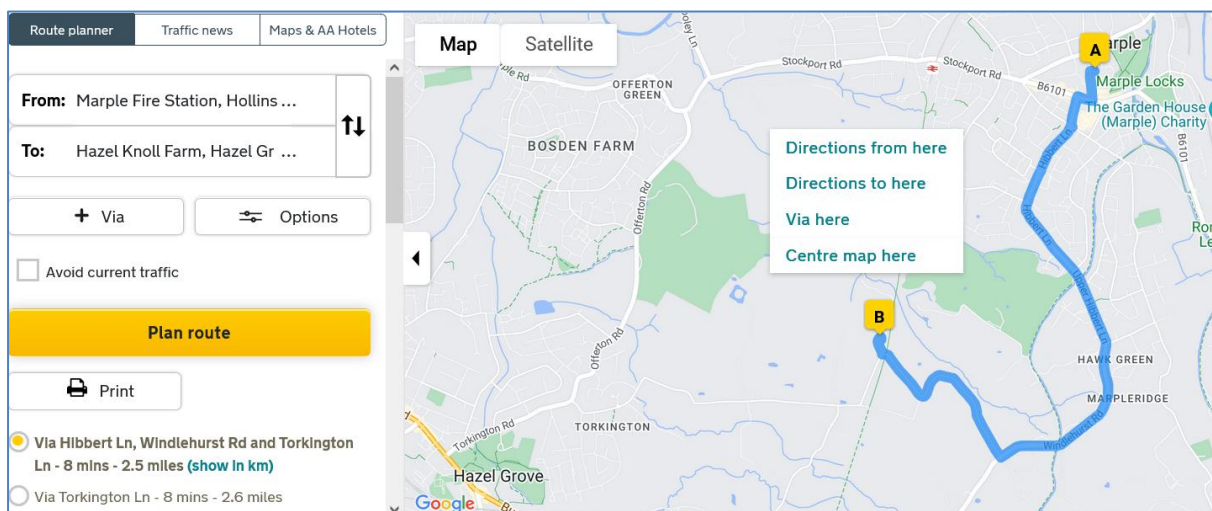 Route planner
Traffic news
Maps & AA Hotels
From: Marple Fire Station, Hollins ...
To: Hazel Knoll Farm, Hazel Gr ...
+ Via
Options
Avoid current traffic
Plan route
Print
Via Hibbert Ln, Windlehurst Rd and Torkington
Ln - 8 mins - 2.5 miles (show in km)
Via Torkington Ln - 8 mins - 2.6 miles
Map
Satellite
Stockport Rd
Stockport Rd
OFFERTON
GREEN
BOSDEN FARM
Offerton Rd
Offerton Rd
Torkington Rd
TORKINGTON
Hazel Grove
Google
Directions from here
Directions to here
Via here
Centre map here
A
B
B6101
Marple Locks
The Garden House
(Marple) Charity
B6101
Hibbert Ln
Hibbert Ln
Upper Hibbert Ln
HAWK GREEN
MARPLERIDGE
Windlehurst Rd